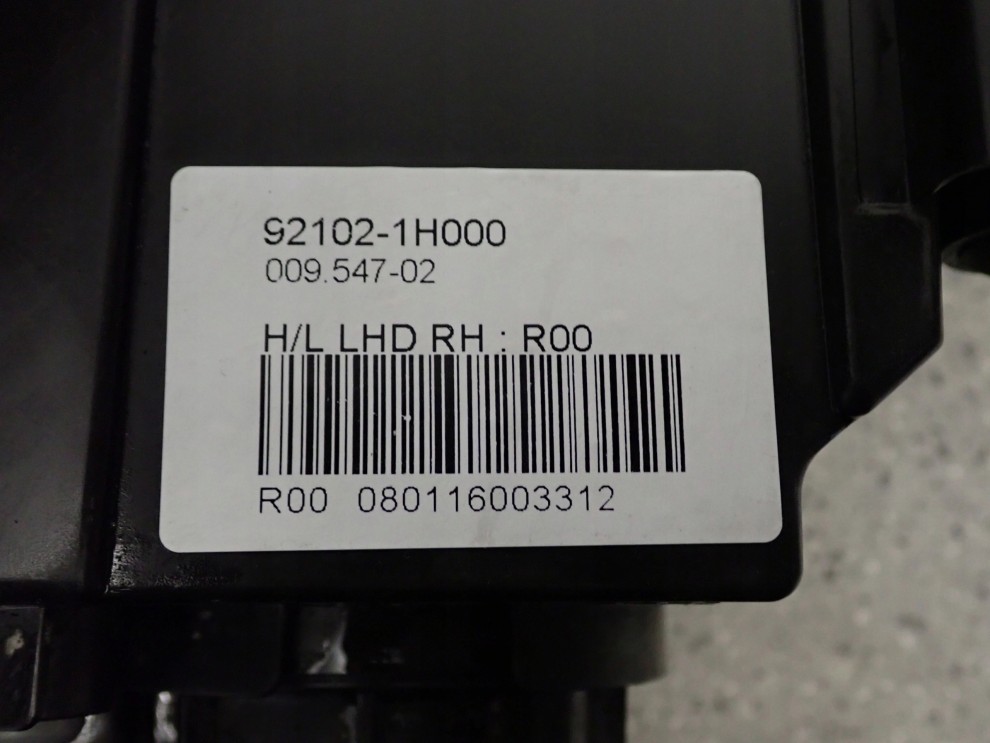 92102-1H000
009.547-02
H/L LHD RH : R00
R00 080116003312